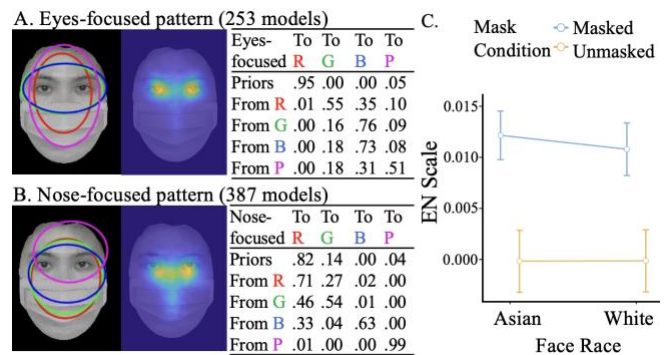 A. Eyes-focused pattern (253 models)
Eyes- To To To To
focused R G B P
Priors .95 .00 .00 .05
From R .01 .55 .35 .10
From G .00 .16 .76 .09
From B .00 .18 .73 .08
From P .00 .18 .31 .51
B. Nose-focused pattern (387 models)
Nose- To To To To
focused R G B P
Priors .82 .14 .00 .04
From R .71 .27 .02 .00
From G .46 .54 .01 .00
From B .33 .04 .63 .00
From P .01 .00 .00 .99
C.
Mask Condition
Masked
Unmasked
EN Scale
0.015
0.010
0.005
0.000
Asian White
Face Race